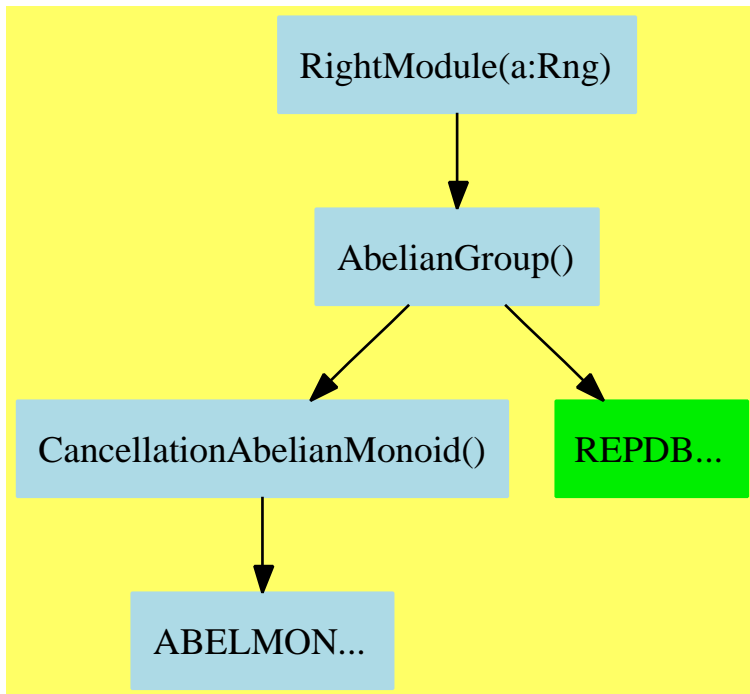 RightModule(a:Rng)
AbelianGroup()
CancellationAbelianMonoid()
REPDB...
ABELMON...